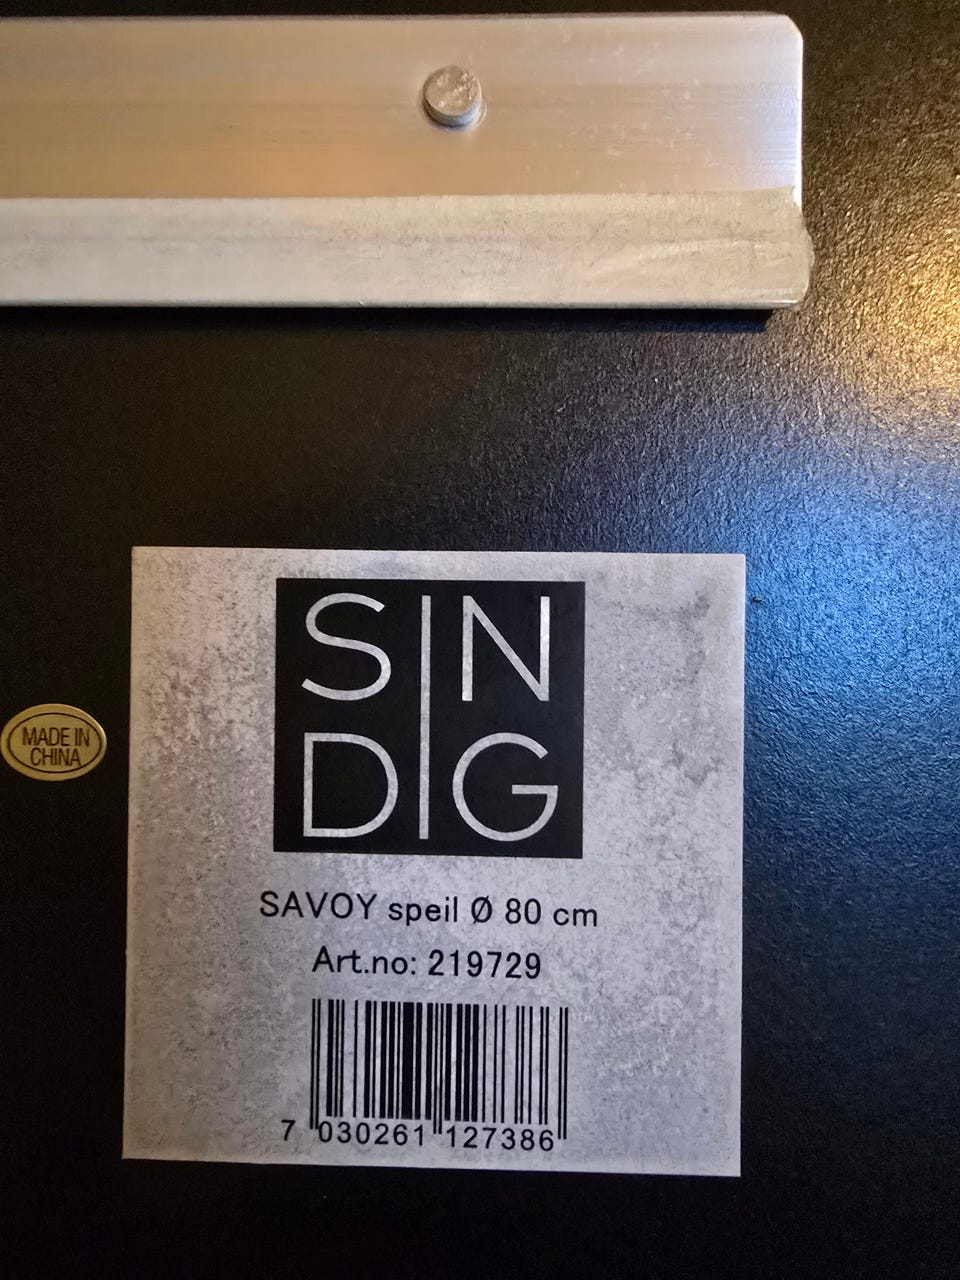 SIN
DIG
MADE IN
CHINA
SAVOY speil Ø 80 cm
Art.no: 219729
7 030261 127386